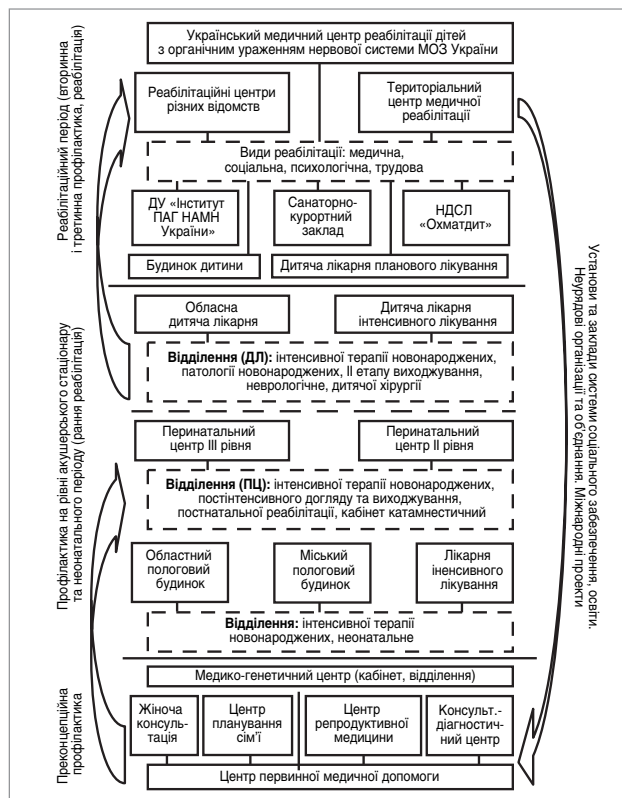 Український медичний центр реабілітації дітей
з органічним ураженням нервової системи МОЗ України
Реабілітаційні центри
різних відомств
Територіальний
центр медичної
реабілітації
Види реабілітації: медична,
соціальна, психологічна, трудова
ДУ «Інститут
ПАГ НАМН
України»
Санаторно-
курортний
заклад
НДСЛ
«Охматдит»
Будинок дитини
Дитяча лікарня планового лікування
Реабілітаційний період (вторинна
і третинна профілактика, реабілітація)
Обласна
дитяча лікарня
Дитяча лікарня
інтенсивного лікування
Відділення (ДЛ): інтенсивної терапії новонароджених,
патології новонароджених, ІІ етапу виходжування,
неврологічне, дитячої хірургії
Перинатальний
центр ІІІ рівня
Перинатальний
центр ІІ рівня
Відділення (ПЦ): інтенсивної терапії новонароджених,
постінтенсивного догляду та виходжування,
постнатальної реабілітації, кабінет катамнестичний
Областний
пологовий
будинок
Міський
пологовий
будинок
Лікарня
іненсивного
лікування
Відділення: інтенсивної терапії
новонароджених, неонатальне
Профілактика на рівні акушерського стаціонару
та неонатального періоду (рання реабілітація)
Медико-генетичний центр (кабінет, відділення)
Жіноча
консуль-
тація
Центр
планування
сім’ї
Центр
репродуктивної
медицини
Консульт.-
діагностич-
ний центр
Центр первинної медичної допомоги
Преконцепційна
профілактика
Установи та заклади системи соціального забезпечення, освіти.
Неурядові організації та об’єднання. Міжнародні проекти